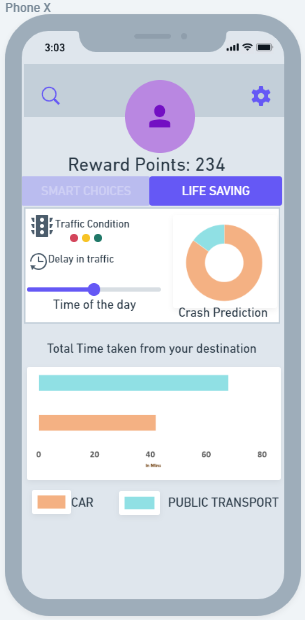 Phone X
3:03
Reward Points: 234
SMART CHOICES
LIFE SAVING
Traffic Condition
Delay in traffic
Time of the day
Crash Prediction
Total Time taken from your destination
0 20 40 60 80
in Minu
CAR
PUBLIC TRANSPORT